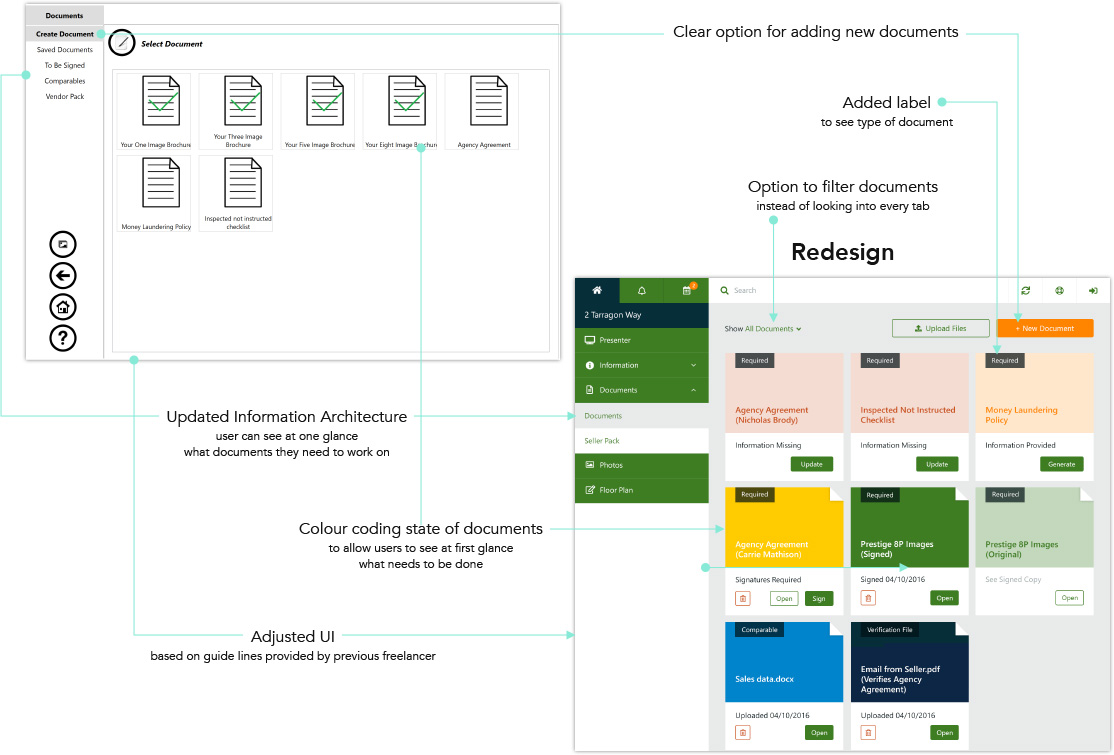 Documents
Create Document
Saved Documents
To Be Signed
Comparables
Vendor Pack
Select Document
Your One Image Brochure
Your Three Image
Brochure
Your Five Image Brochure
Your Eight Image Brochure
Agency Agreement
Money Laundering Policy
Inspected not instructed
checklist
?
Clear option for adding new documents
Added label
to see type of document
Option to filter documents
instead of looking into every tab
Redesign
Updated Information Architecture
user can see at one glance
what documents they need to work on
Colour coding state of documents
to allow users to see at first glance
what needs to be done
Adjusted UI
based on guide lines provided by previous freelancer
2
Search
2 Tarragon Way
Presenter
Information
Documents
Documents
Seller Pack
Photos
Floor Plan
Show All Documents
Upload Files
+ New Document
Required
Agency Agreement
(Nicholas Brody)
Information Missing
Update
Required
Inspected Not Instructed
Checklist
Information Missing
Update
Required
Money Laundering
Policy
Information Provided
Generate
Required
Agency Agreement
(Carrie Mathison)
Signatures Required
Open
Sign
Required
Prestige 8P Images
(Signed)
Signed 04/10/2016
Open
Required
Prestige 8P Images
(Original)
See Signed Copy
Open
Comparable
Sales data.docx
Uploaded 04/10/2016
Open
Verification File
Email from Seller.pdf
(Verifies Agency
Agreement)
Uploaded 04/10/2016
Open